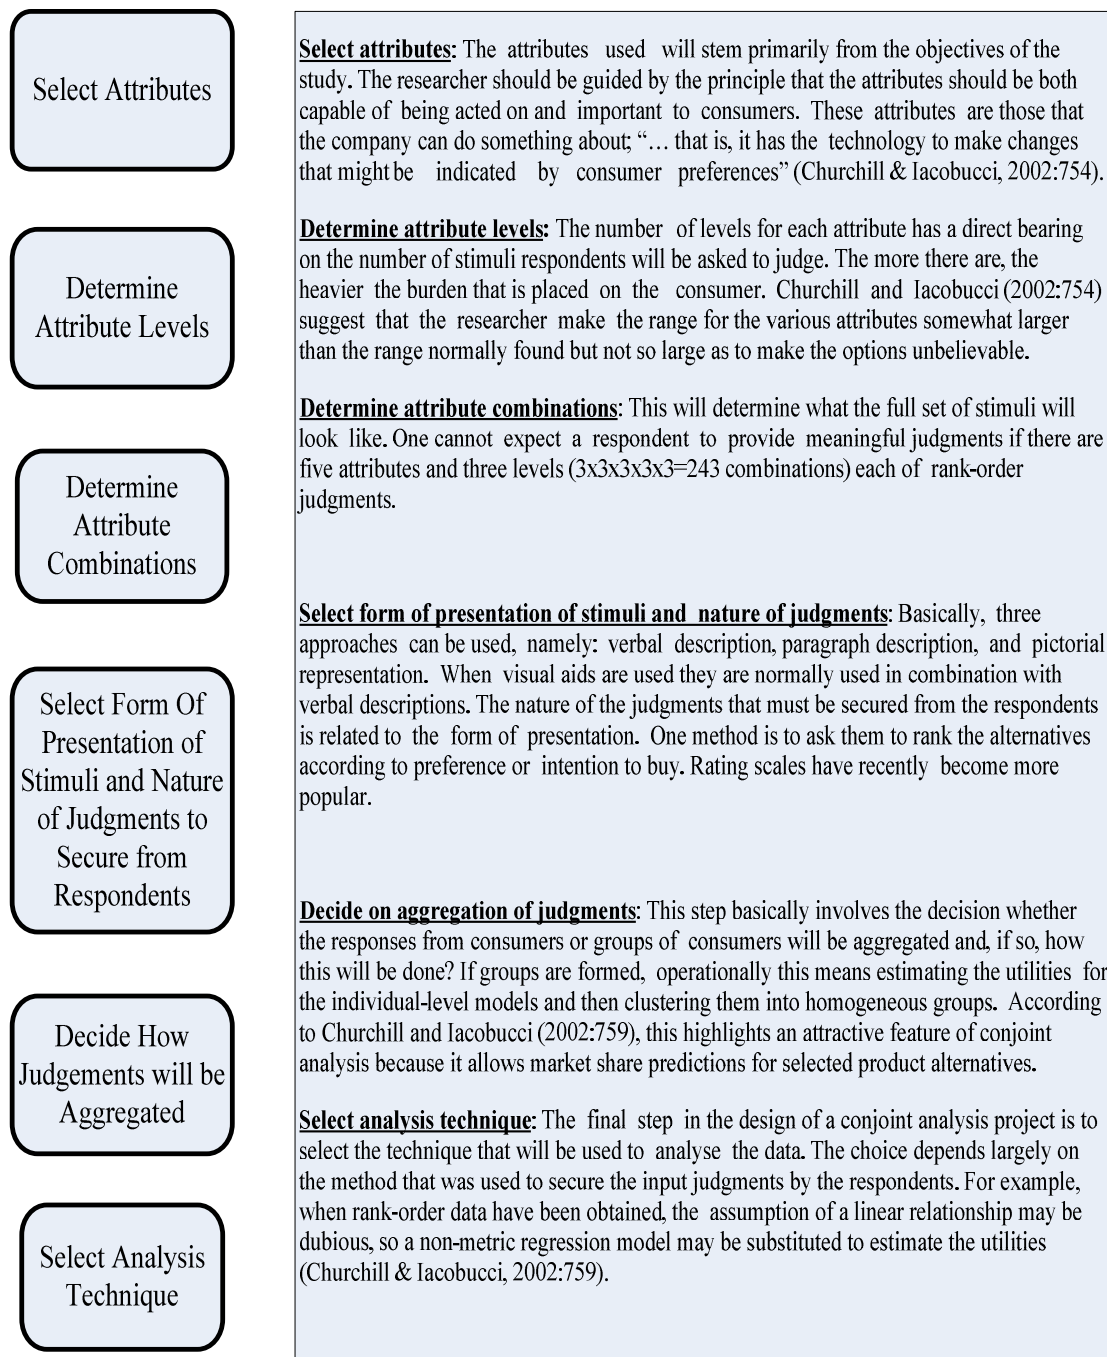 Select Attributes
Select attributes: The attributes used will stem primarily from the objectives of the
study. The researcher should be guided by the principle that the attributes should be both
capable of being acted on and important to consumers. These attributes are those that
the company can do something about; “… that is, it has the technology to make changes
that might be indicated by consumer preferences” (Churchill & Iacobucci, 2002:754).
Determine
Attribute Levels
Determine attribute levels: The number of levels for each attribute has a direct bearing
on the number of stimuli respondents will be asked to judge. The more there are, the
heavier the burden that is placed on the consumer. Churchill and Iacobucci (2002:754)
suggest that the researcher make the range for the various attributes somewhat larger
than the range normally found but not so large as to make the options unbelievable.
Determine
Attribute
Combinations
Determine attribute combinations: This will determine what the full set of stimuli will
look like. One cannot expect a respondent to provide meaningful judgments if there are
five attributes and three levels (3x3x3x3x3=243 combinations) each of rank-order
judgments.
Select Form Of
Presentation of
Stimuli and Nature
of Judgments to
Secure from
Respondents
Select form of presentation of stimuli and nature of judgments: Basically, three
approaches can be used, namely: verbal description, paragraph description, and pictorial
representation. When visual aids are used they are normally used in combination with
verbal descriptions. The nature of the judgments that must be secured from the respondents
is related to the form of presentation. One method is to ask them to rank the alternatives
according to preference or intention to buy. Rating scales have recently become more
popular.
Decide How
Judgements will be
Aggregated
Decide on aggregation of judgments: This step basically involves the decision whether
the responses from consumers or groups of consumers will be aggregated and, if so, how
this will be done? If groups are formed, operationally this means estimating the utilities for
the individual-level models and then clustering them into homogeneous groups. According
to Churchill and Iacobucci (2002:759), this highlights an attractive feature of conjoint
analysis because it allows market share predictions for selected product alternatives.
Select Analysis
Technique
Select analysis technique: The final step in the design of a conjoint analysis project is to
select the technique that will be used to analyse the data. The choice depends largely on
the method that was used to secure the input judgments by the respondents. For example,
when rank-order data have been obtained, the assumption of a linear relationship may be
dubious, so a non-metric regression model may be substituted to estimate the utilities
(Churchill & Iacobucci, 2002:759).